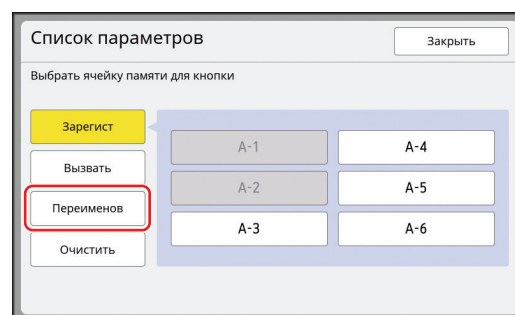 Список параметров
Закрыть
Выбрать ячейку памяти для кнопки
Зарегист
Вызвать
Переименов
Очистить
A-1
A-4
A-2
A-5
A-3
A-6